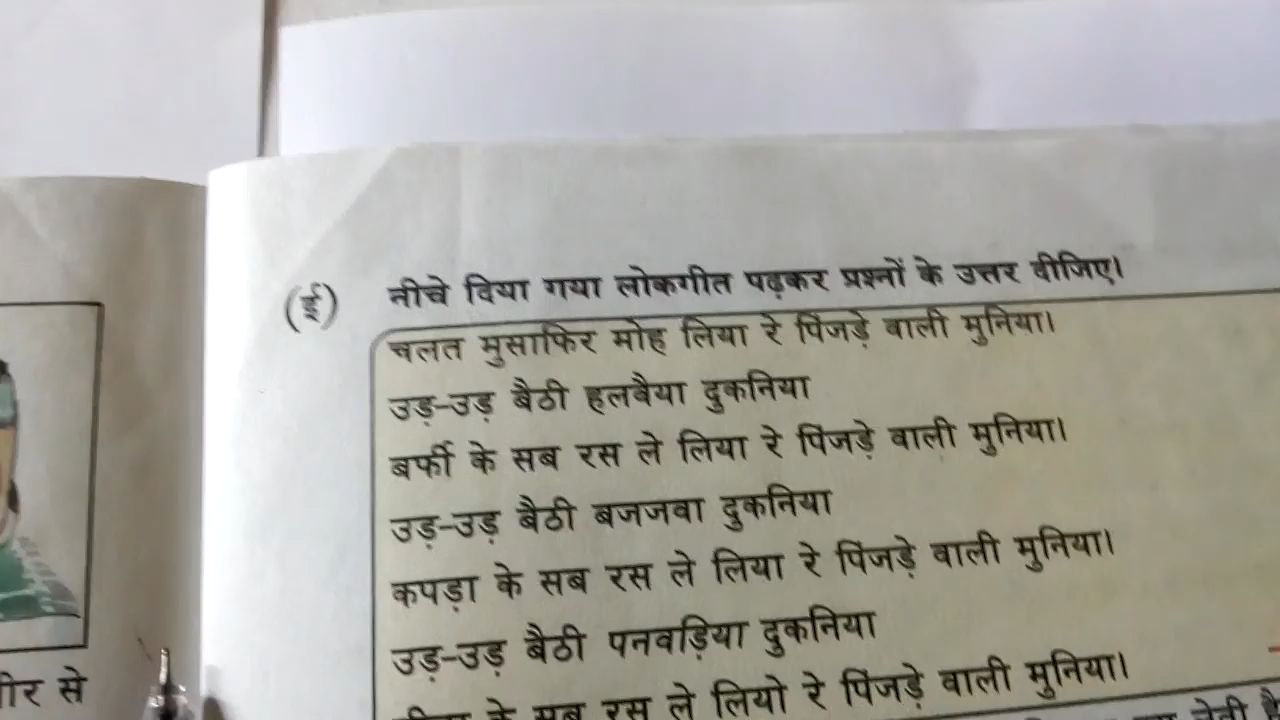 (ई) नीचे दिया गया लोकगीत पढ़कर प्रश्नों के उत्तर दीजिए।
चलत मुसाफिर मोह लिया रे पिंजड़े वाली मुनिया।
उड़-उड़ बैठी हलवैया दुकनिया
बर्फी के सब रस ले लिया रे पिंजड़े वाली मुनिया।
उड़-उड़ बैठी बजजवा दुकनिया
कपड़ा के सब रस ले लिया रे पिंजड़े वाली मुनिया।
उड़-उड़ बैठी पनवड़िया दुकनिया
के सब रस ले लियो रे पिंजड़े वाली मुनिया।
से